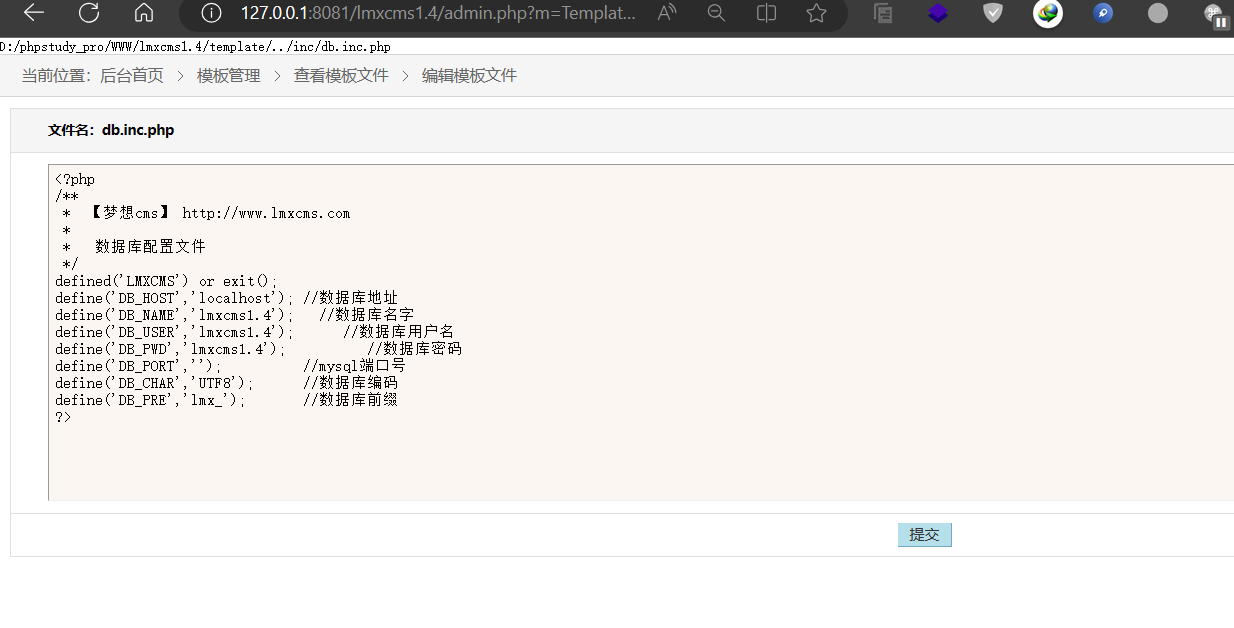 127.0.0.1:8081/lmxcms1.4/admin.php?m=Templat...
D:/phpstudy_pro/WWW/lmxcms1.4/template/../inc/db.inc.php
当前位置：后台首页 > 模板管理 > 查看模板文件 > 编辑模板文件
文件名：db.inc.php
<?php
/**
 *  【梦想cms】 http://www.lmxcms.com
 *
 *   数据库配置文件
 */
defined('LMXCMS') or exit();
define('DB_HOST','localhost'); //数据库地址
define('DB_NAME','lmxcms1.4');   //数据库名字
define('DB_USER','lmxcms1.4');      //数据库用户名
define('DB_PWD','lmxcms1.4');          //数据库密码
define('DB_PORT','');          //mysql端口号
define('DB_CHAR','UTF8');      //数据库编码
define('DB_PRE','lmx_');       //数据库前缀
?>
提交